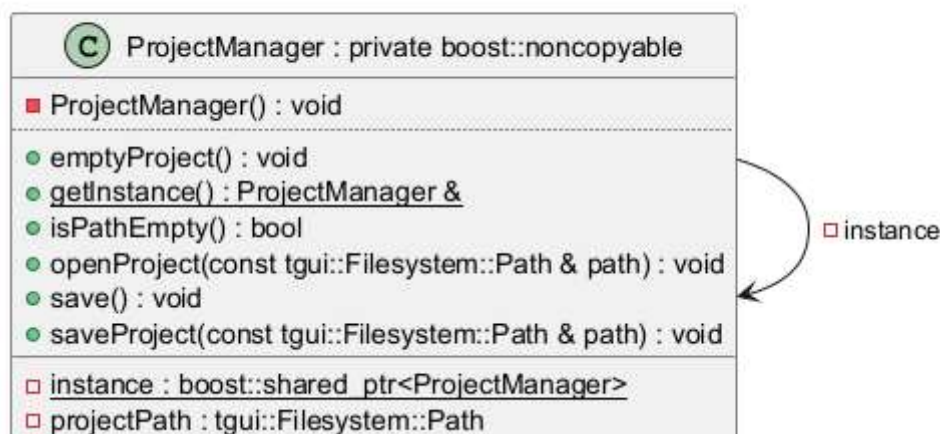 C ProjectManager : private boost::noncopyable
ProjectManager() : void
emptyProject() : void
getInstance() : ProjectManager &
isPathEmpty() : bool
openProject(const tgui::Filesystem::Path & path) : void
save() : void
saveProject(const tgui::Filesystem::Path & path) : void
instance
instance : boost::shared_ptr<ProjectManager>
projectPath : tgui::Filesystem::Path